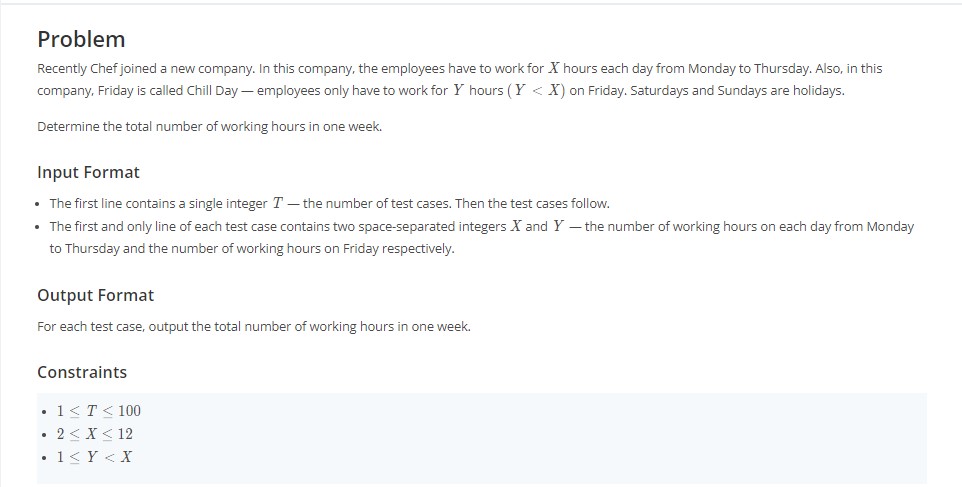 Problem
Recently Chef joined a new company. In this company, the employees have to work for X hours each day from Monday to Thursday. Also, in this
company, Friday is called Chill Day — employees only have to work for Y hours ( Y < X) on Friday. Saturdays and Sundays are holidays.
Determine the total number of working hours in one week.
Input Format
• The first line contains a single integer T — the number of test cases. Then the test cases follow.
• The first and only line of each test case contains two space-separated integers X and Y — the number of working hours on each day from Monday
to Thursday and the number of working hours on Friday respectively.
Output Format
For each test case, output the total number of working hours in one week.
Constraints
• 1 ≤ T ≤ 100
• 2 ≤ X ≤ 12
• 1 ≤ Y < X